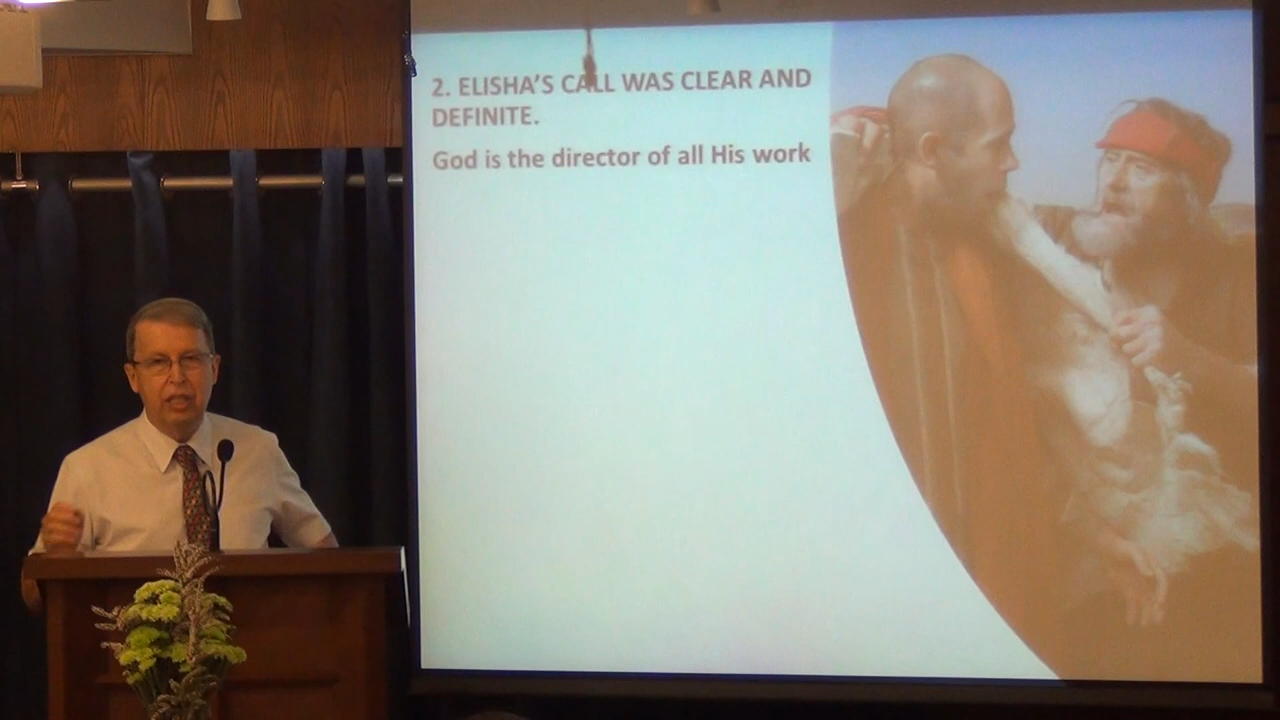 2. ELISHA'S CALL WAS CLEAR AND
DEFINITE.
God is the director of all His work